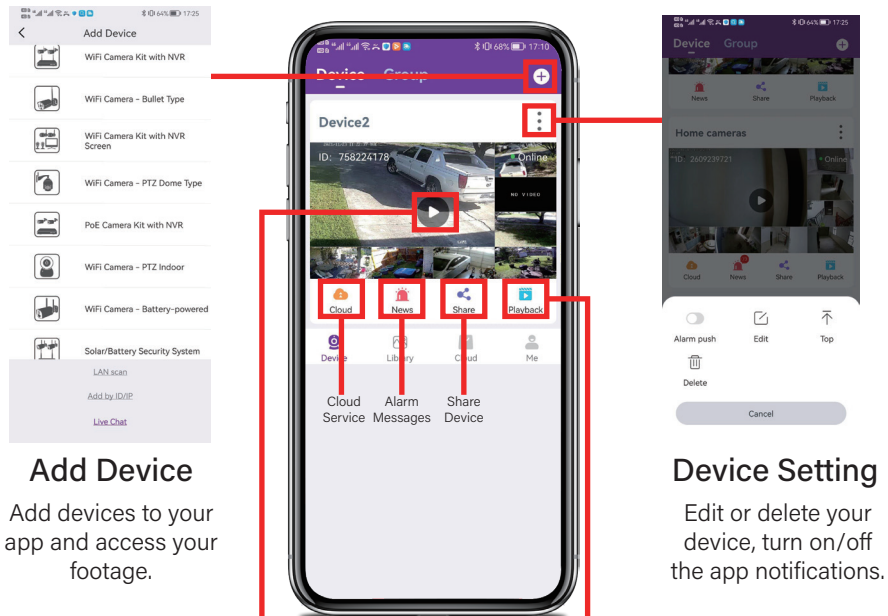 17:25
Add Device
WiFi Camera Kit with NVR
WiFi Camera – Bullet Type
WiFi Camera Kit with NVR
Screen
WiFi Camera – PTZ Dome Type
PoE Camera Kit with NVR
WiFi Camera – PTZ Indoor
WiFi Camera – Battery-powered
Solar/Battery Security System
LAN scan
Add by ID/IP
Live Chat
Add Device
Add devices to your
app and access your
footage.
68% 17:10
Device Group
Device2
ID: 758224178
Online
NO VIDEO
Cloud News Share Playback
Device Library Cloud Me
Cloud
Service
Alarm
Messages
Share
Device
64% 17:25
Device Group
News Share Playback
Home cameras
ID: 2609239721 Online
Cloud News Share Playback
Alarm push Edit Top
Delete
Cancel
Device Setting
Edit or delete your
device, turn on/off
the app notifications.